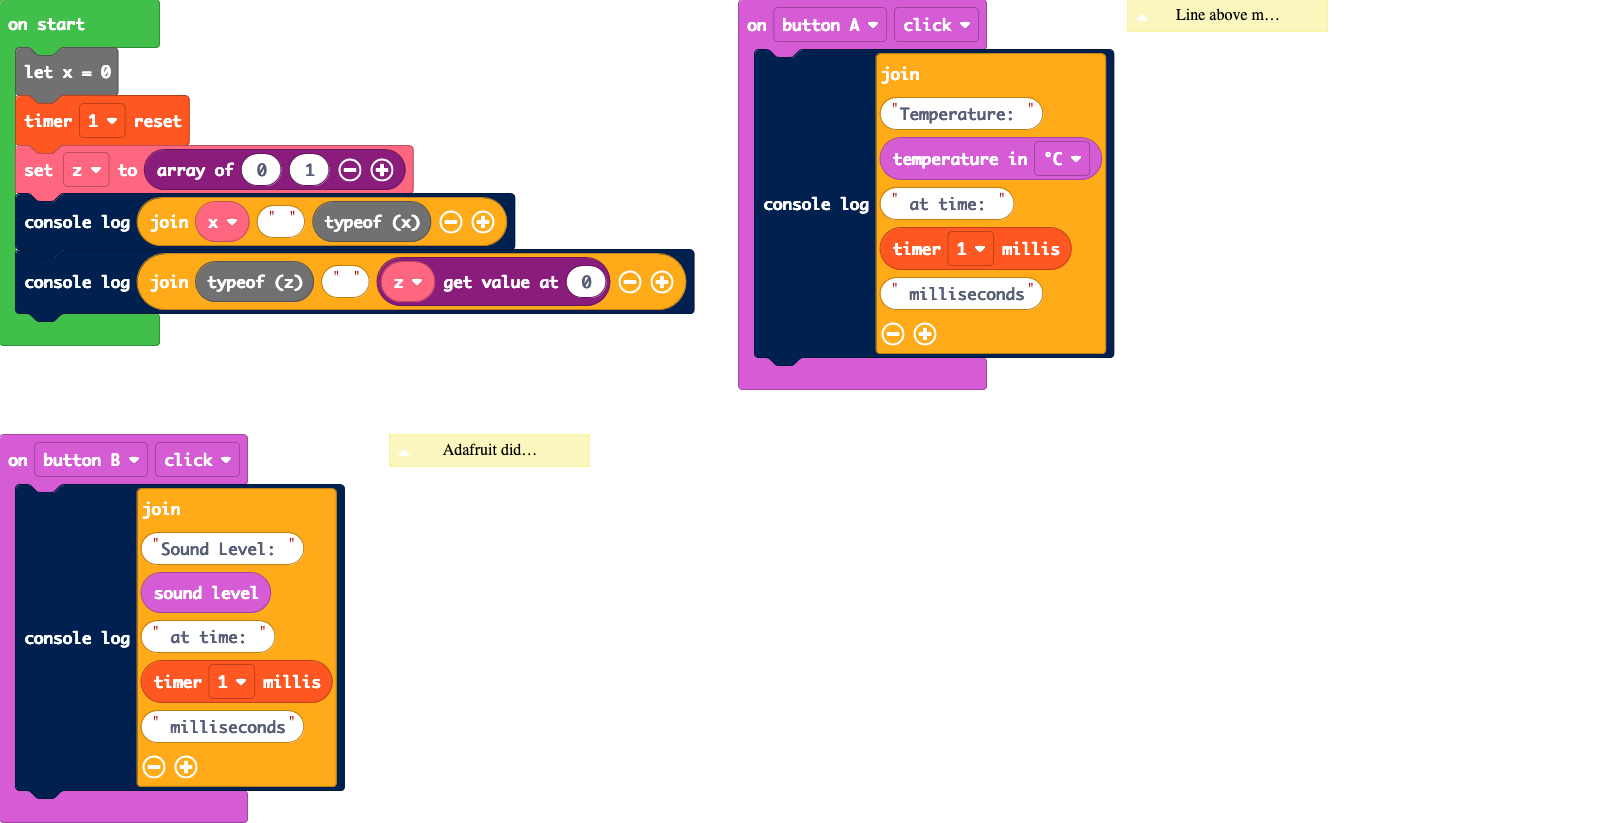 on start
let x = 0
timer 1 reset
set z to array of 0 1
console log join x " " typeof (x)
console log join typeof (z) " " z get value at 0
on button A click
Line above m…
console log
join
"Temperature: "
temperature in °C
" at time: "
timer 1 millis
" milliseconds"
on button B click
Adafruit did…
console log
join
"Sound Level: "
sound level
" at time: "
timer 1 millis
" milliseconds"